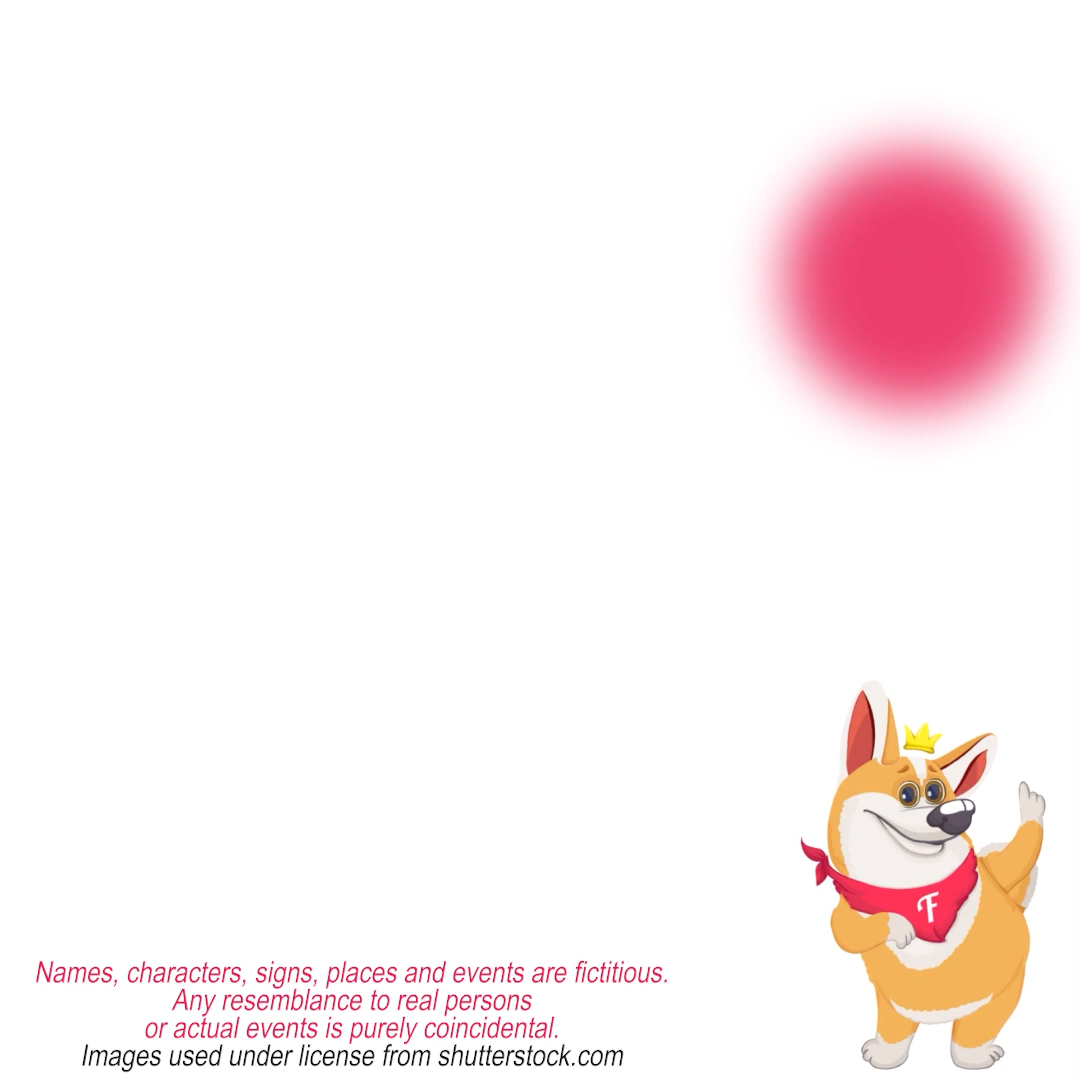 F
Names, characters, signs, places and events are fictitious.
Any resemblance to real persons
or actual events is purely coincidental.
Images used under license from shutterstock.com